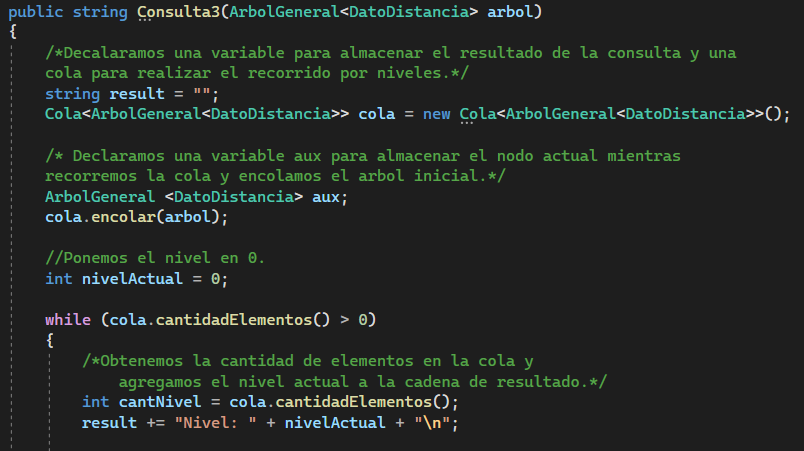 public string Consulta3(ArbolGeneral<DatoDistancia> arbol)
{
/*Decalaramos una variable para almacenar el resultado de la consulta y una
cola para realizar el recorrido por niveles.*/
string result = "";
Cola<ArbolGeneral<DatoDistancia>> cola = new Cola<ArbolGeneral<DatoDistancia>>();
/* Declaramos una variable aux para almacenar el nodo actual mientras
recorremos la cola y encolamos el arbol inicial.*/
ArbolGeneral <DatoDistancia> aux;
cola.encolar(arbol);
//Ponemos el nivel en 0.
int nivelActual = 0;
while (cola.cantidadElementos() > 0)
{
/*Obtenemos la cantidad de elementos en la cola y
agregamos el nivel actual a la cadena de resultado.*/
int cantNivel = cola.cantidadElementos();
result += "Nivel: " + nivelActual + "\n";